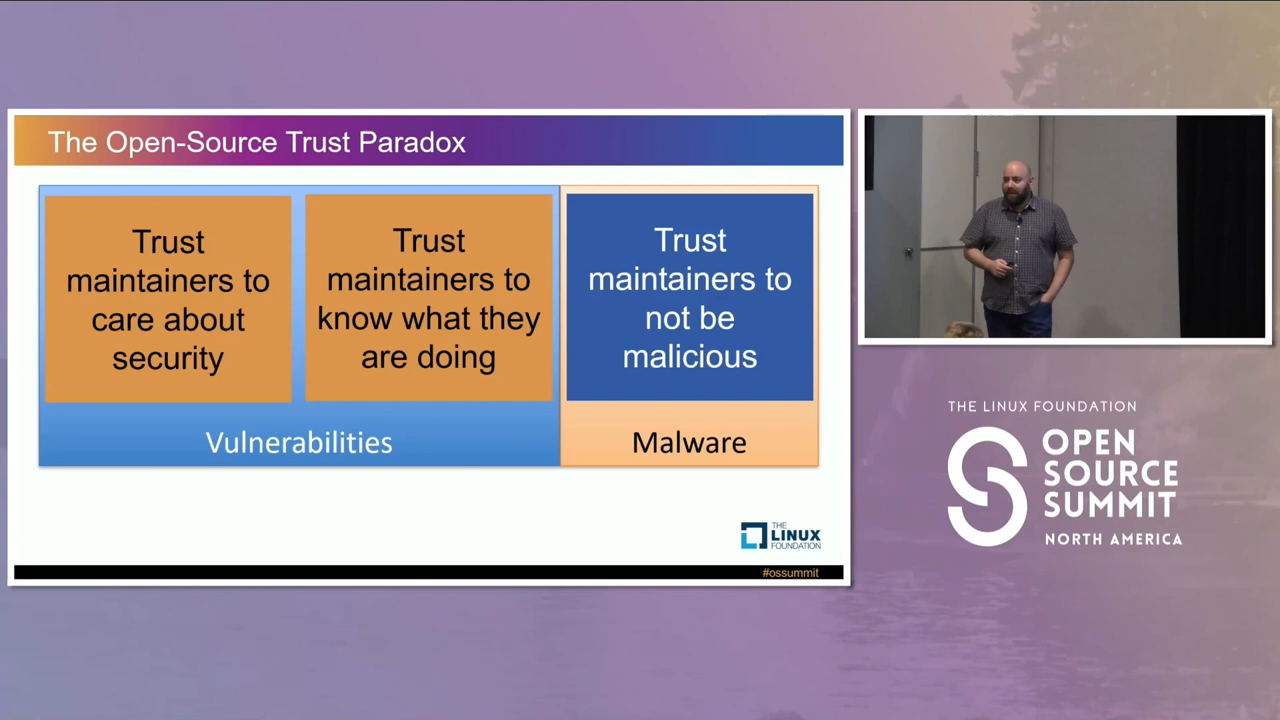 The Open-Source Trust Paradox
Trust
maintainers to
care about
security
Trust
maintainers to
know what they
are doing
Trust
maintainers to
not be
malicious
Vulnerabilities
Malware
THE
LINUX
FOUNDATION
#ossummit
THE LINUX FOUNDATION
OPEN
SOURCE
SUMMIT
NORTH AMERICA